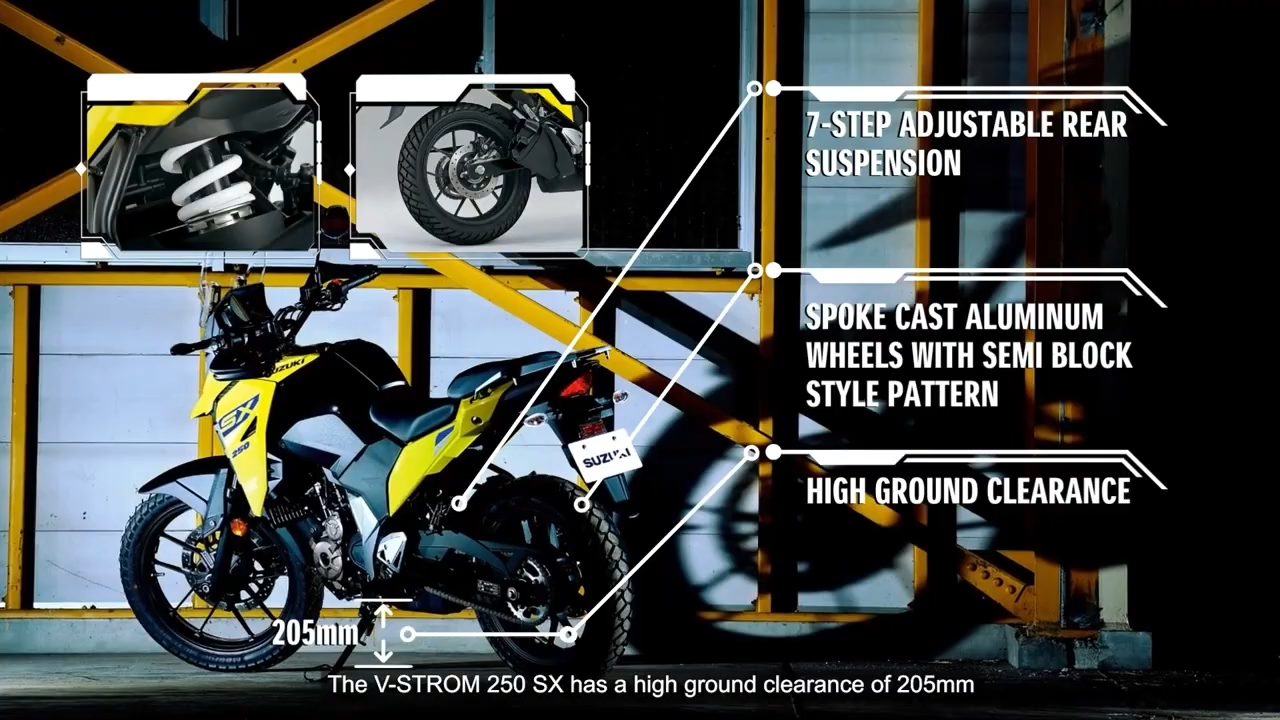 7-STEP ADJUSTABLE REAR
SUSPENSION
SPOKE CAST ALUMINUM
WHEELS WITH SEMI BLOCK
STYLE PATTERN
HIGH GROUND CLEARANCE
SUZUKI
SX
250
SUZUKI
205mm
The V-STROM 250 SX has a high ground clearance of 205mm